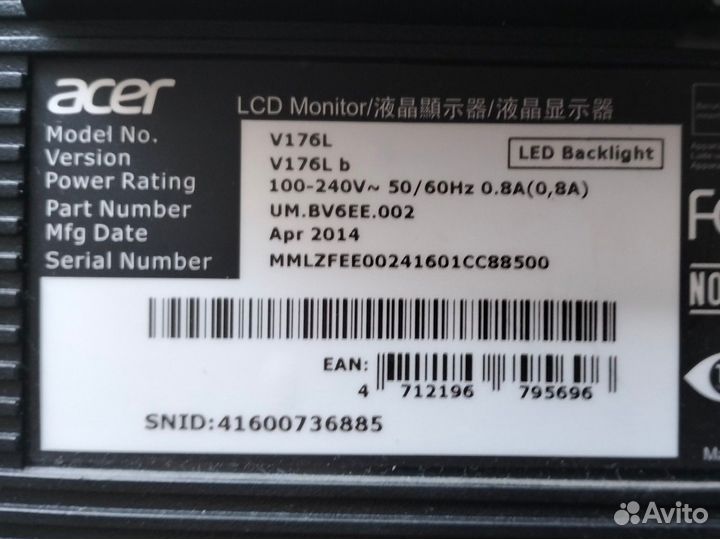 acer
LCD Monitor/液晶顯示器/液晶显示器
Model No. V176L
LED Backlight
Version V176L b
Power Rating 100-240V~ 50/60Hz 0.8A(0,8A)
Part Number UM.BV6EE.002
Mfg Date Apr 2014
Serial Number MMLZFEE00241601CC88500
EAN:
4 712196 795696
SNID:41600736885
NO
Avito